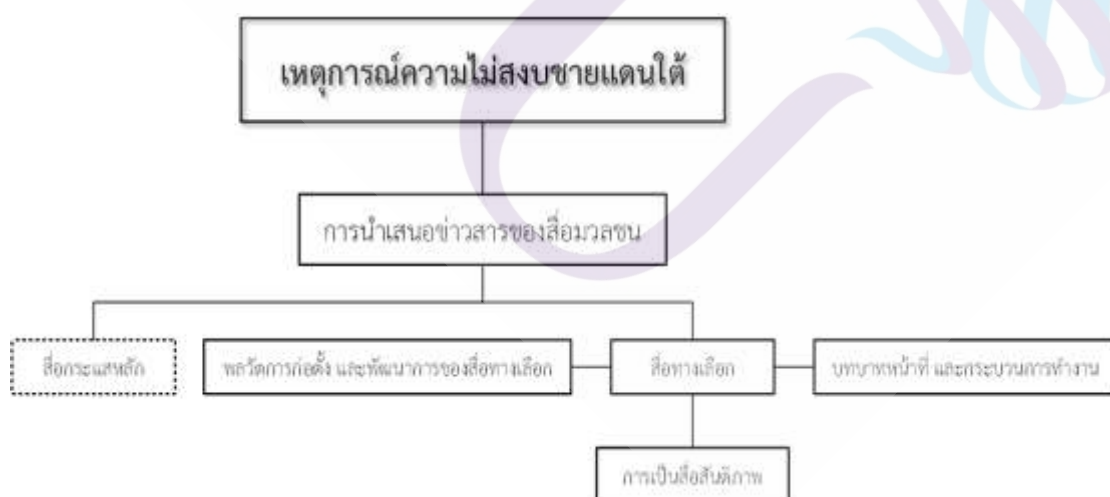 เหตุการณ์ความไม่สงบชายแดนใต้
การนำเสนอข่าวสารของสื่อมวลชน
สื่อกระแสหลัก
พลวัตการก่อตั้ง และพัฒนาการของสื่อทางเลือก
สื่อทางเลือก
บทบาทหน้าที่ และกระบวนการทำงาน
การเป็นสื่อสันติภาพ